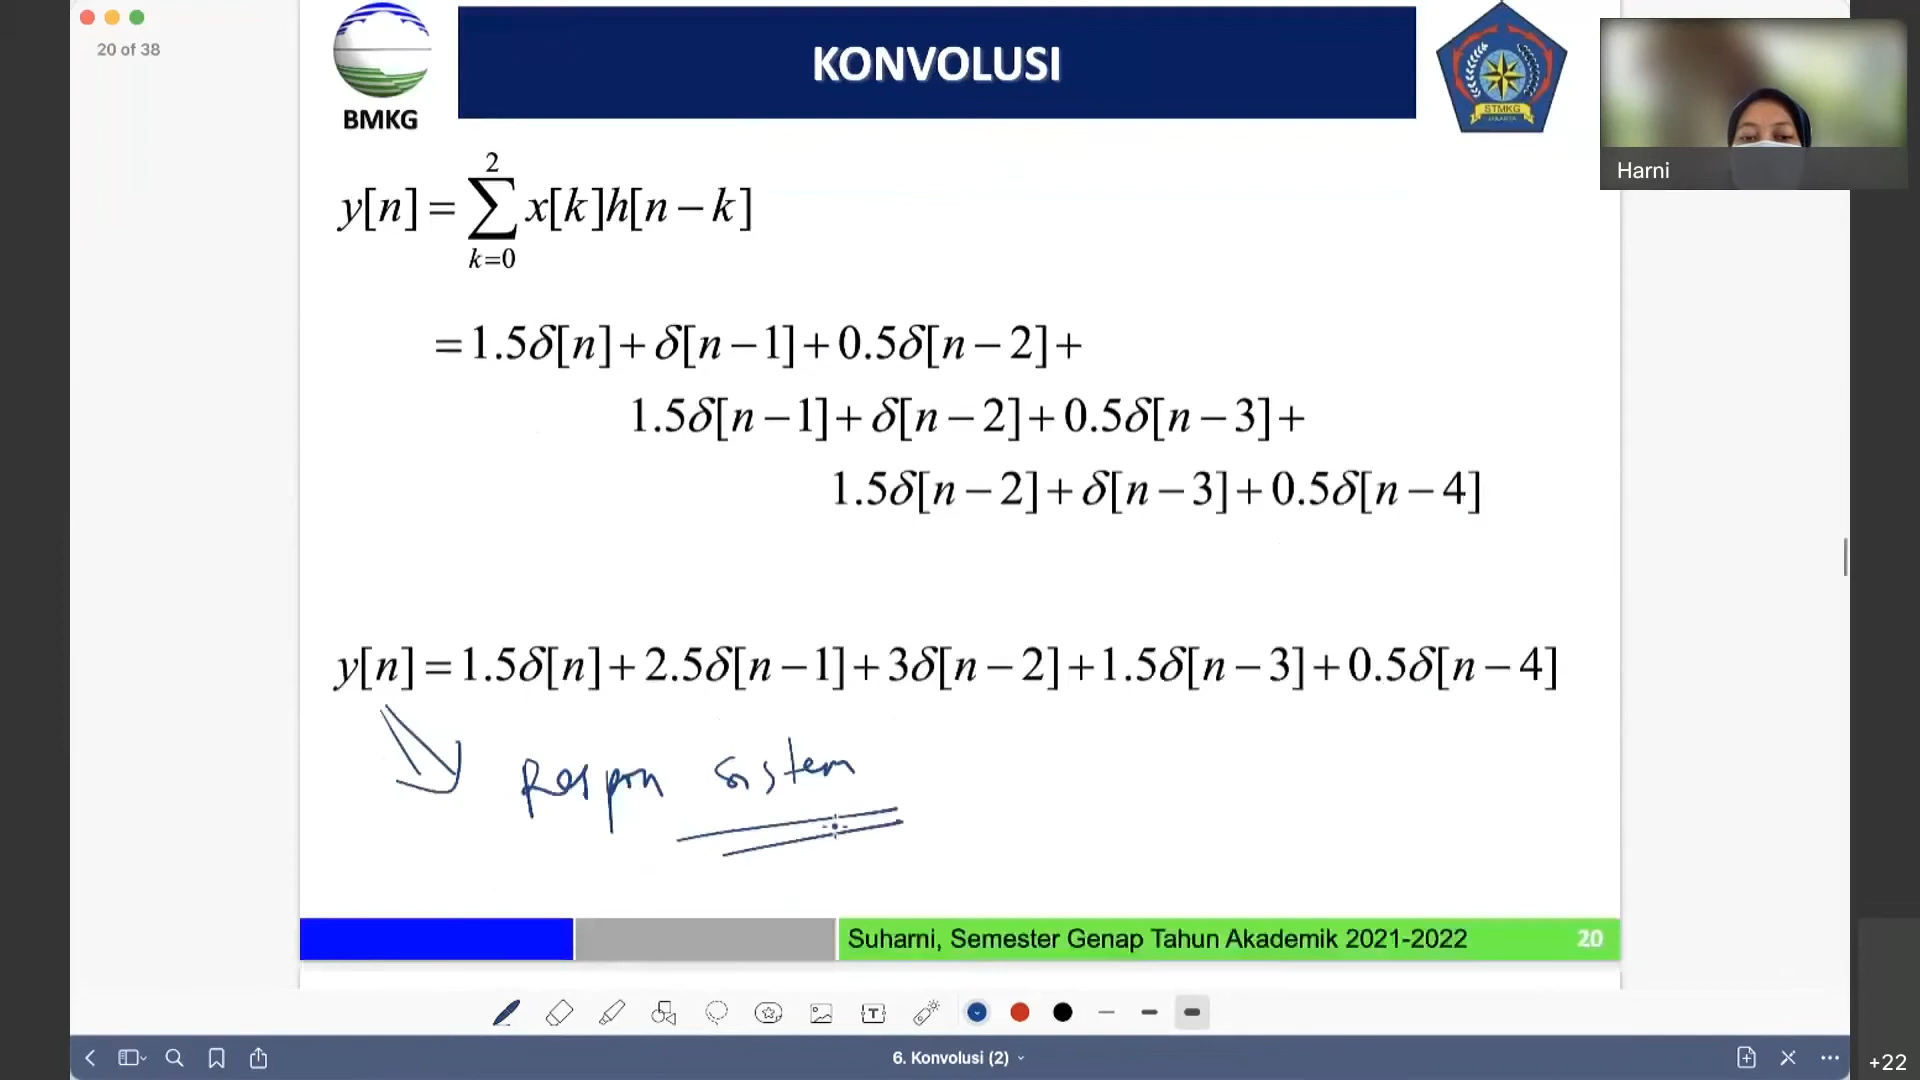 20 of 38
BMKG
KONVOLUSI
STMKG
Harni
y[n] = ∑_{k=0}^{2} x[k]h[n − k]
= 1.5δ[n] + δ[n − 1] + 0.5δ[n − 2] +
1.5δ[n − 1] + δ[n − 2] + 0.5δ[n − 3] +
1.5δ[n − 2] + δ[n − 3] + 0.5δ[n − 4]
y[n] = 1.5δ[n] + 2.5δ[n − 1] + 3δ[n − 2] + 1.5δ[n − 3] + 0.5δ[n − 4]
Respon sistem
Suharni, Semester Genap Tahun Akademik 2021-2022 20
6. Konvolusi (2)
+22